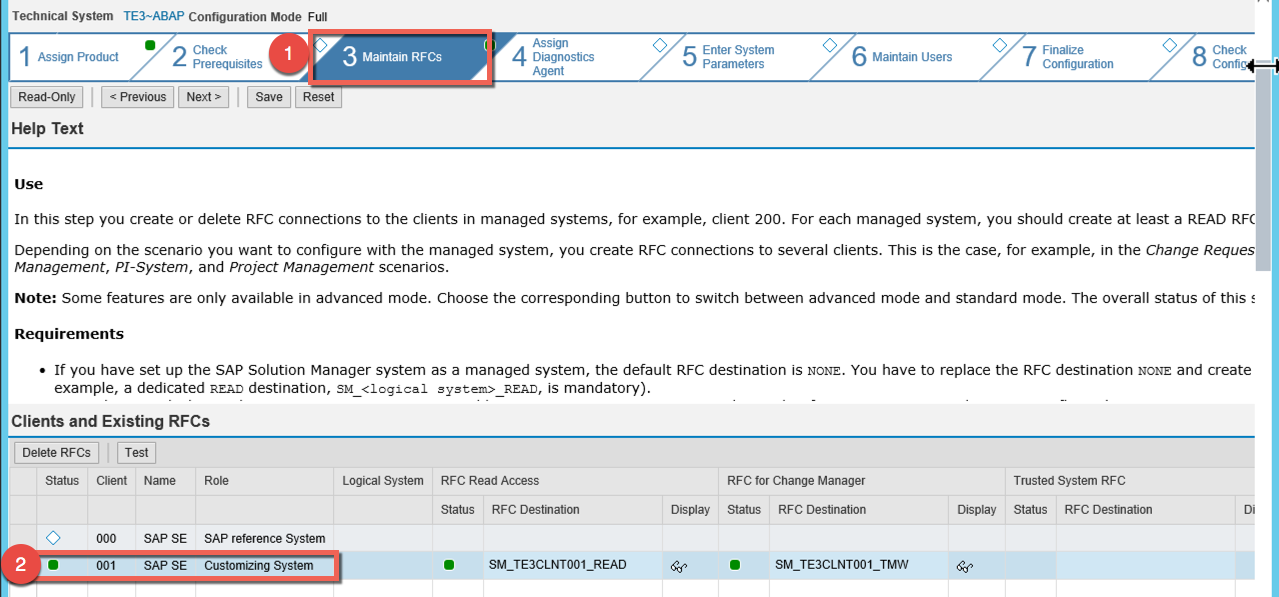 Technical System TE3~ABAP Configuration Mode Full
1 Assign Product
2 Check Prerequisites
1
3 Maintain RFCs
4 Assign Diagnostics Agent
5 Enter System Parameters
6 Maintain Users
7 Finalize Configuration
8 Check
Read-Only < Previous Next > Save Reset
Help Text
Use
In this step you create or delete RFC connections to the clients in managed systems, for example, client 200. For each managed system, you should create at least a READ RFC
Depending on the scenario you want to configure with the managed system, you create RFC connections to several clients. This is the case, for example, in the Change Reques
Management, PI-System, and Project Management scenarios.
Note: Some features are only available in advanced mode. Choose the corresponding button to switch between advanced mode and standard mode. The overall status of this s
Requirements
• If you have set up the SAP Solution Manager system as a managed system, the default RFC destination is NONE. You have to replace the RFC destination NONE and create
example, a dedicated READ destination, SM_<logical system>_READ, is mandatory).
Clients and Existing RFCs
Delete RFCs Test
Status Client Name Role Logical System RFC Read Access RFC for Change Manager Trusted System RFC
Status RFC Destination Display Status RFC Destination Display Status RFC Destination Di
000 SAP SE SAP reference System
2 001 SAP SE Customizing System SM_TE3CLNT001_READ SM_TE3CLNT001_TMW